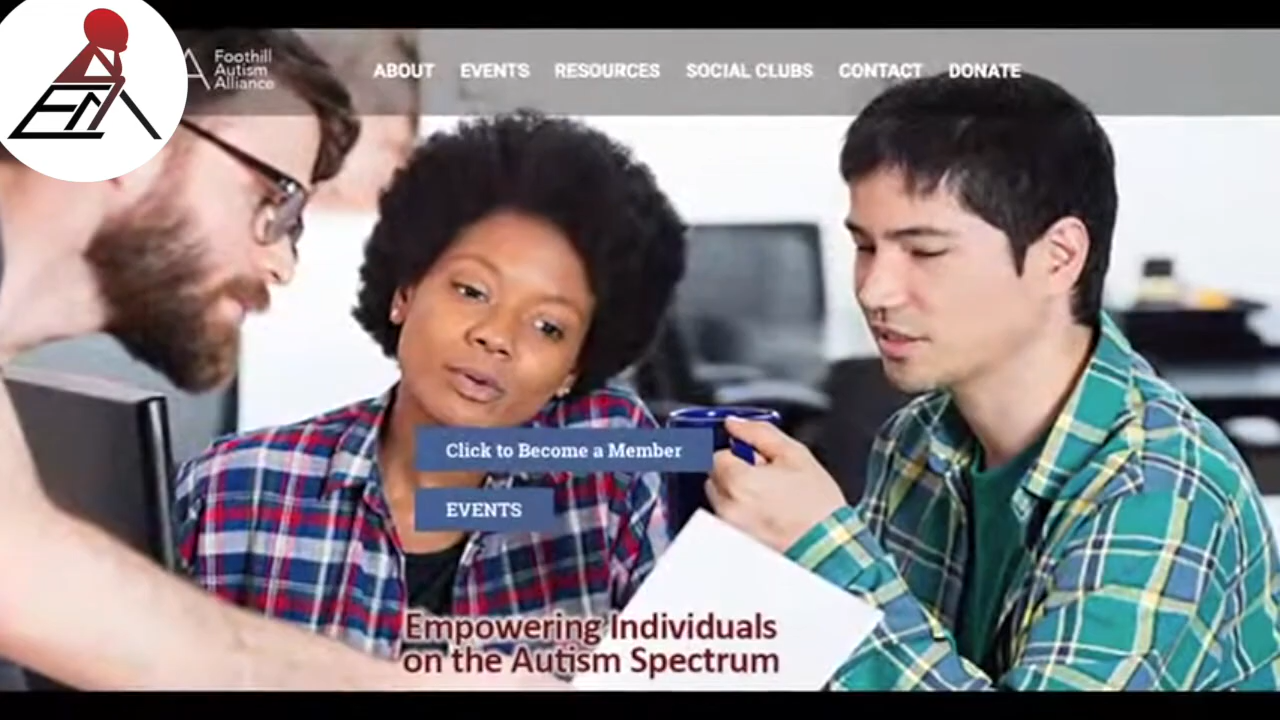 Foothill
Autism
Alliance
ABOUT EVENTS RESOURCES SOCIAL CLUBS CONTACT DONATE
Click to Become a Member
EVENTS
Empowering Individuals
on the Autism Spectrum